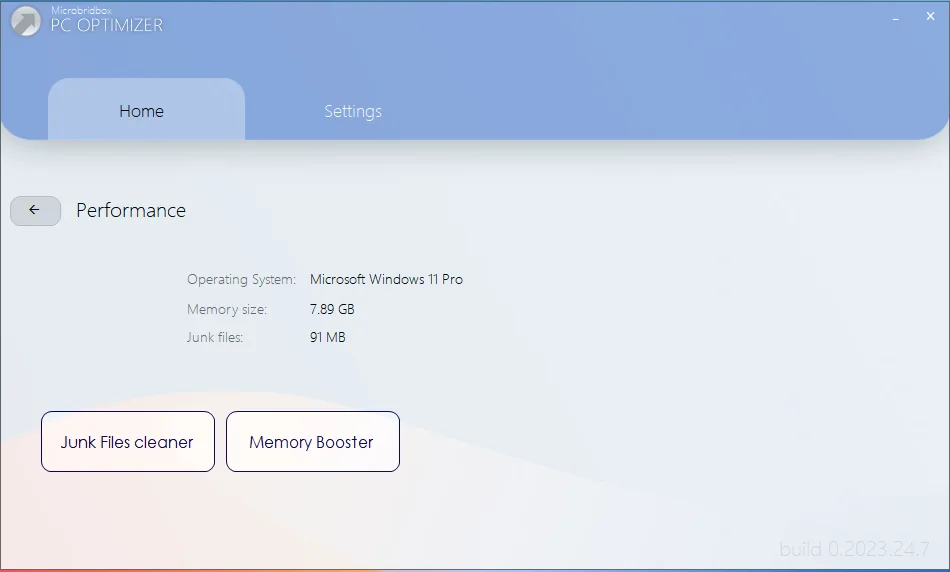 Microbridbox
PC OPTIMIZER
Home Settings
Performance
Operating System: Microsoft Windows 11 Pro
Memory size: 7.89 GB
Junk files: 91 MB
Junk Files cleaner Memory Booster
build 0.2023.24.7